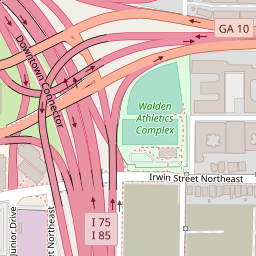 GA 10
Downtown Connector
Walden
Athletics
Complex
Irwin Street Northeast
I 75
I 85
Junior Drive
Northeast